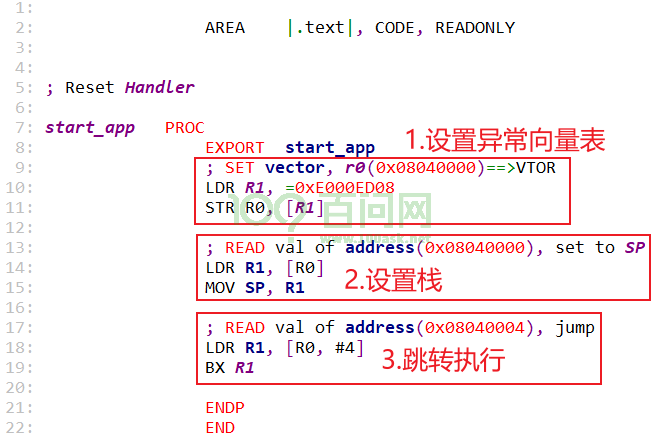 1:
2: AREA |.text|, CODE, READONLY
3:
4:
5: ; Reset Handler
6:
7: start_app PROC
8: EXPORT start_app
1.设置异常向量表
9: ; SET vector, r0(0x08040000)==>VTOR
10: LDR R1, =0xE000ED08
11: STR R0, [R1]
百问网
12:
13: ; READ val of address(0x08040000), set to SP
14: LDR R1, [R0]
15: MOV SP, R1
2.设置栈
16:
17: ; READ val of address(0x08040004), jump
18: LDR R1, [R0, #4]
19: BX R1
3.跳转执行
20:
21: ENDP
22: END